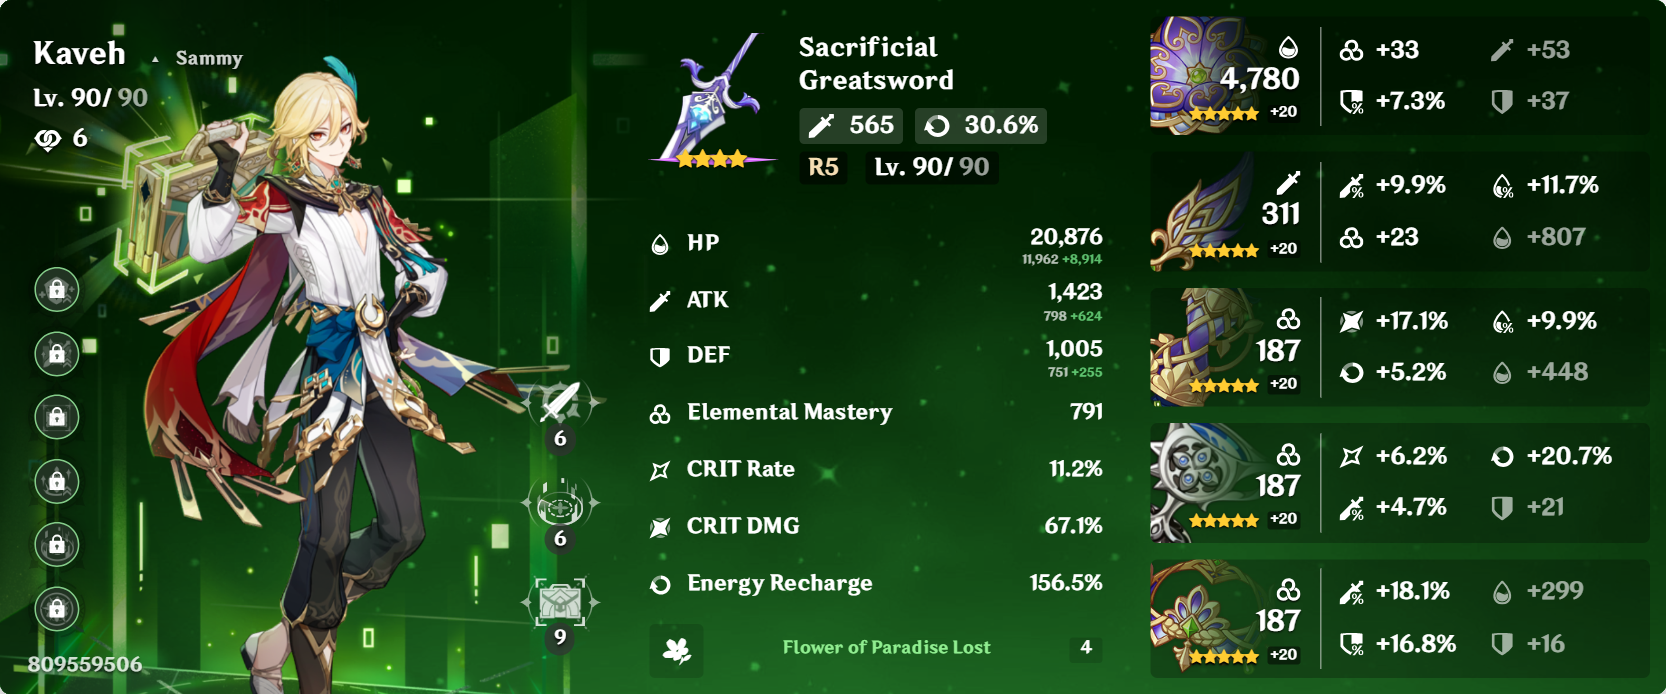 Kaveh ▲ Sammy
Lv. 90/ 90
6
6
6
9
809559506
Sacrificial
Greatsword
565 30.6%
R5 Lv. 90/ 90
HP 20,876
11,962 +8,914
ATK 1,423
798 +624
DEF 1,005
751 +255
Elemental Mastery 791
CRIT Rate 11.2%
CRIT DMG 67.1%
Energy Recharge 156.5%
Flower of Paradise Lost 4
4,780
+20
+33 +53
+7.3% +37
311
+20
+9.9% +11.7%
+23 +807
187
+20
+17.1% +9.9%
+5.2% +448
187
+20
+6.2% +20.7%
+4.7% +21
187
+20
+18.1% +299
+16.8% +16